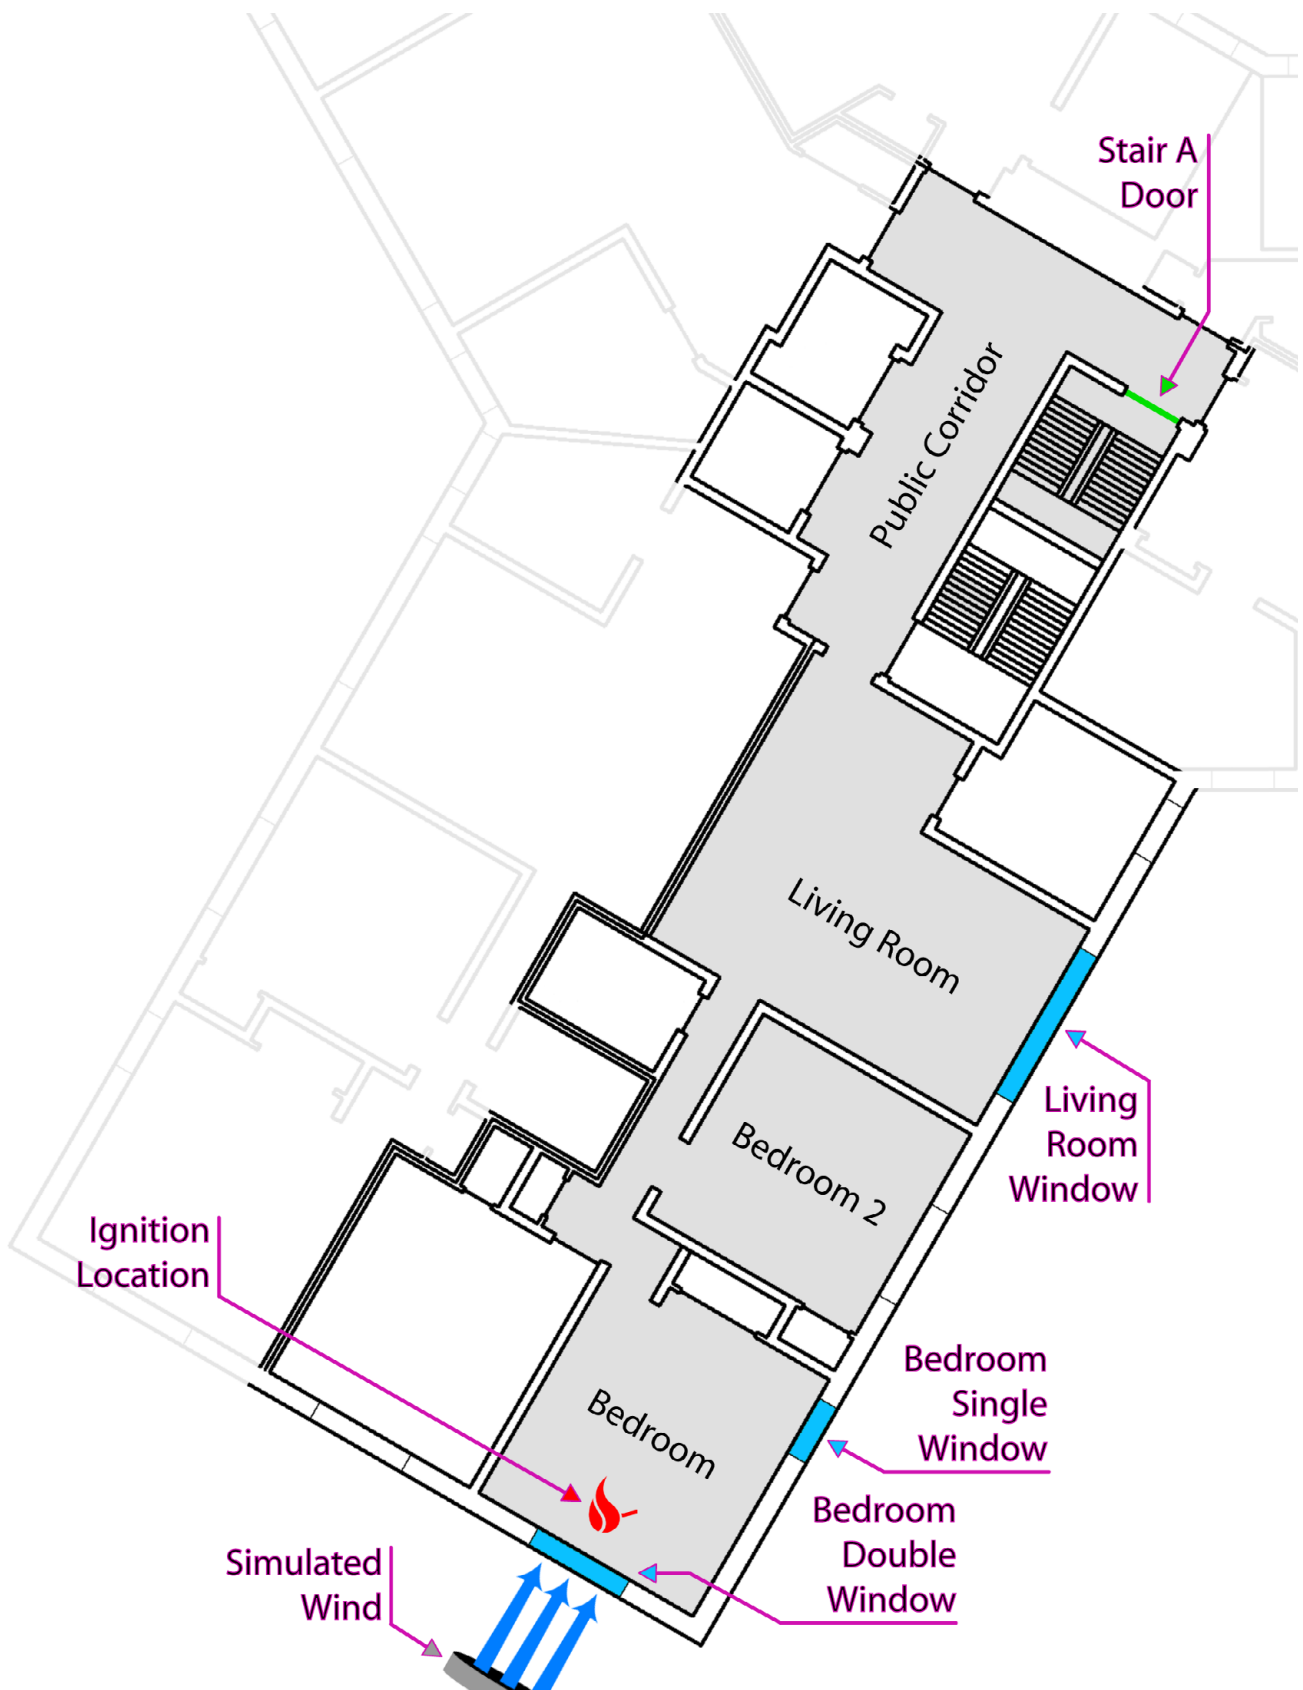 Stair A
Door
Public Corridor
Living Room
Living
Room
Window
Bedroom 2
Ignition
Location
Bedroom
Bedroom
Single
Window
Bedroom
Double
Window
Simulated
Wind